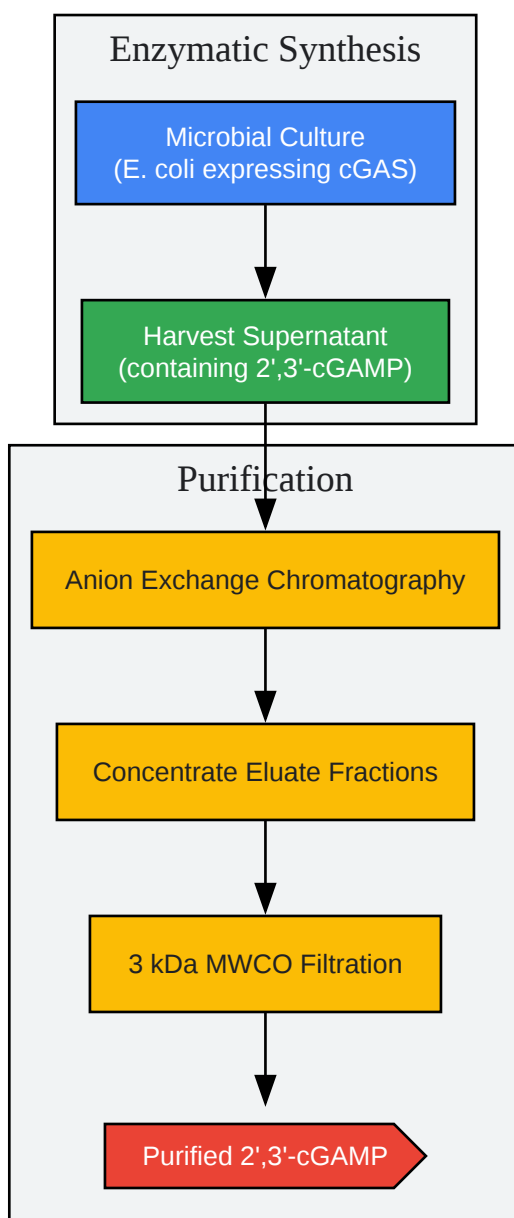 Enzymatic Synthesis
Microbial Culture
(E. coli expressing cGAS)
Harvest Supernatant
(containing 2',3'-cGAMP)
Purification
Anion Exchange Chromatography
Concentrate Eluate Fractions
3 kDa MWCO Filtration
Purified 2',3'-cGAMP